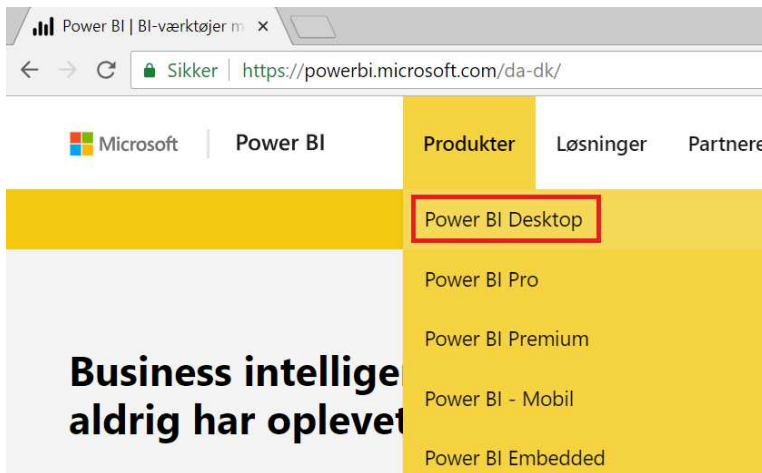 Power BI | BI-værktøjer m
Sikker | https://powerbi.microsoft.com/da-dk/
Microsoft | Power BI Produkter Løsninger Partnere
Power BI Desktop
Power BI Pro
Power BI Premium
Business intellige
Power BI - Mobil
aldrig har oplevet
Power BI Embedded